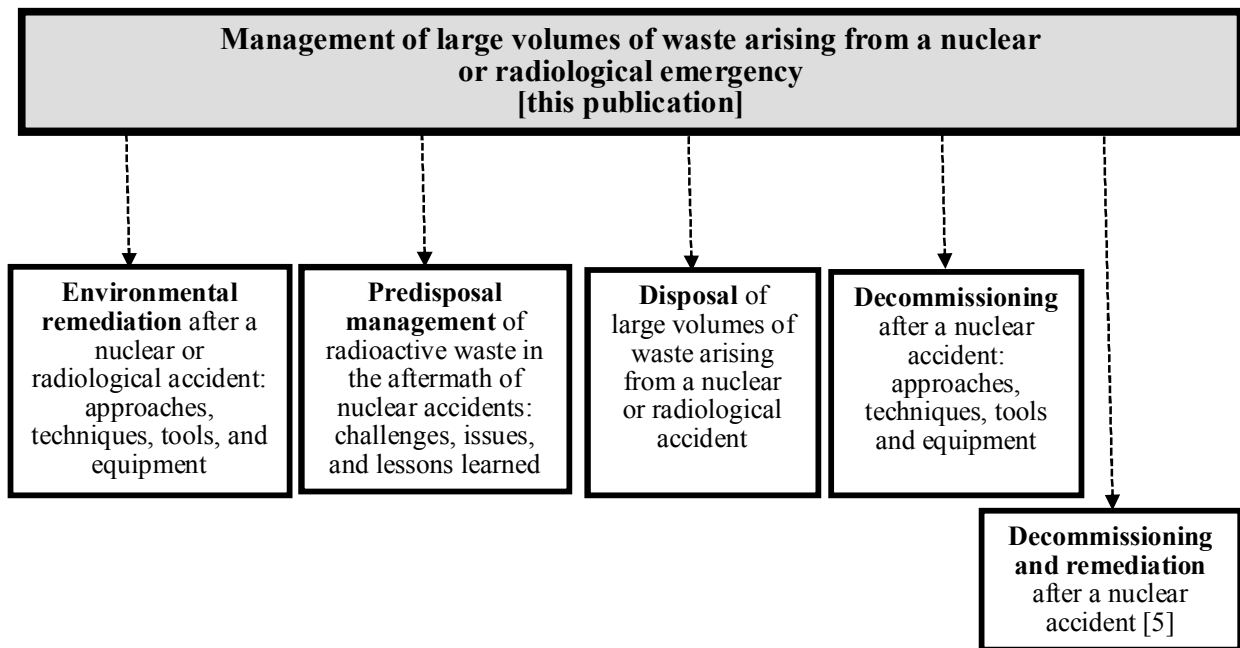 Management of large volumes of waste arising from a nuclear
or radiological emergency
[this publication]
Environmental
remediation after a
nuclear or
radiological accident:
approaches,
techniques, tools, and
equipment
Predisposal
management of
radioactive waste in
the aftermath of
nuclear accidents:
challenges, issues,
and lessons learned
Disposal of
large volumes of
waste arising
from a nuclear
or radiological
accident
Decommissioning
after a nuclear
accident:
approaches,
techniques, tools
and equipment
Decommissioning
and remediation
after a nuclear
accident [5]